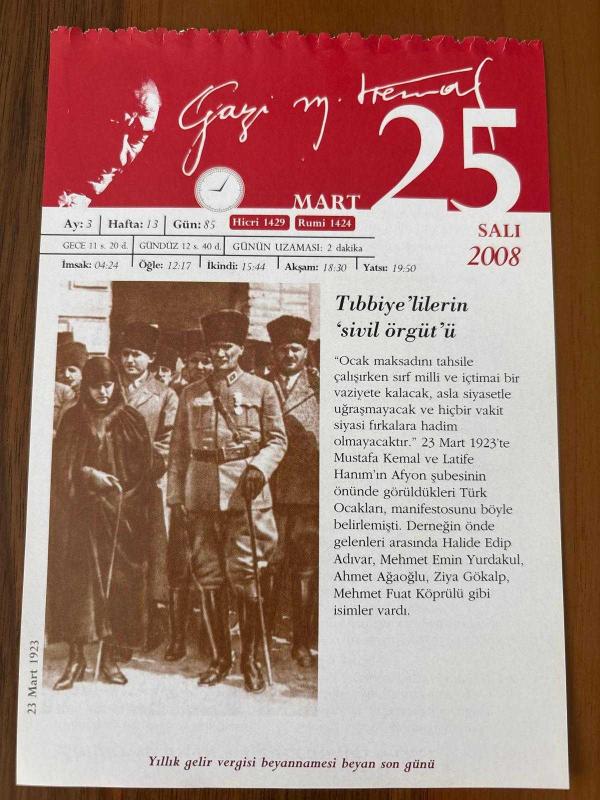 Gazi M. Kemal
MART 25
SALI
2008
Ay: 3 Hafta: 13 Gün: 85 Hicri 1429 Rumi 1424
GECE 11 s. 20 d. GÜNDÜZ 12 s. 40 d. GÜNÜN UZAMASI: 2 dakika
İmsak: 04:24 Öğle: 12:17 İkindi: 15:44 Akşam: 18:30 Yatsı: 19:50
Tıbbiye’lilerin
‘sivil örgüt’ü
“Ocak maksadını tahsile
çalışırken sırf milli ve içtimai bir
vaziyete kalacak, asla siyasetle
uğraşmayacak ve hiçbir vakit
siyasi fırkalara hadim
olmayacaktır.” 23 Mart 1923’te
Mustafa Kemal ve Latife
Hanım’ın Afyon şubesinin
önünde görüldükleri Türk
Ocakları, manifestosunu böyle
belirlemişti. Derneğin önde
gelenleri arasında Halide Edip
Adıvar, Mehmet Emin Yurdakul,
Ahmet Ağaoğlu, Ziya Gökalp,
Mehmet Fuat Köprülü gibi
isimler vardı.
23 Mart 1923
Yıllık gelir vergisi beyannamesi beyan son günü